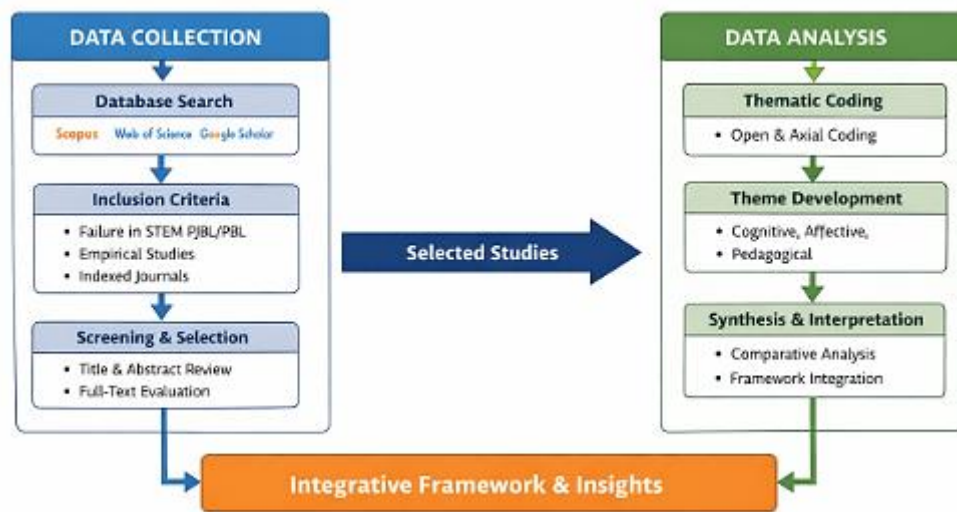 DATA COLLECTION
Database Search
Scopus Web of Science Google Scholar
Inclusion Criteria
• Failure in STEM PJBL/PBL
• Empirical Studies
• Indexed Journals
Screening & Selection
• Title & Abstract Review
• Full-Text Evaluation
Selected Studies
DATA ANALYSIS
Thematic Coding
• Open & Axial Coding
Theme Development
• Cognitive, Affective,
• Pedagogical
Synthesis & Interpretation
• Comparative Analysis
• Framework Integration
Integrative Framework & Insights